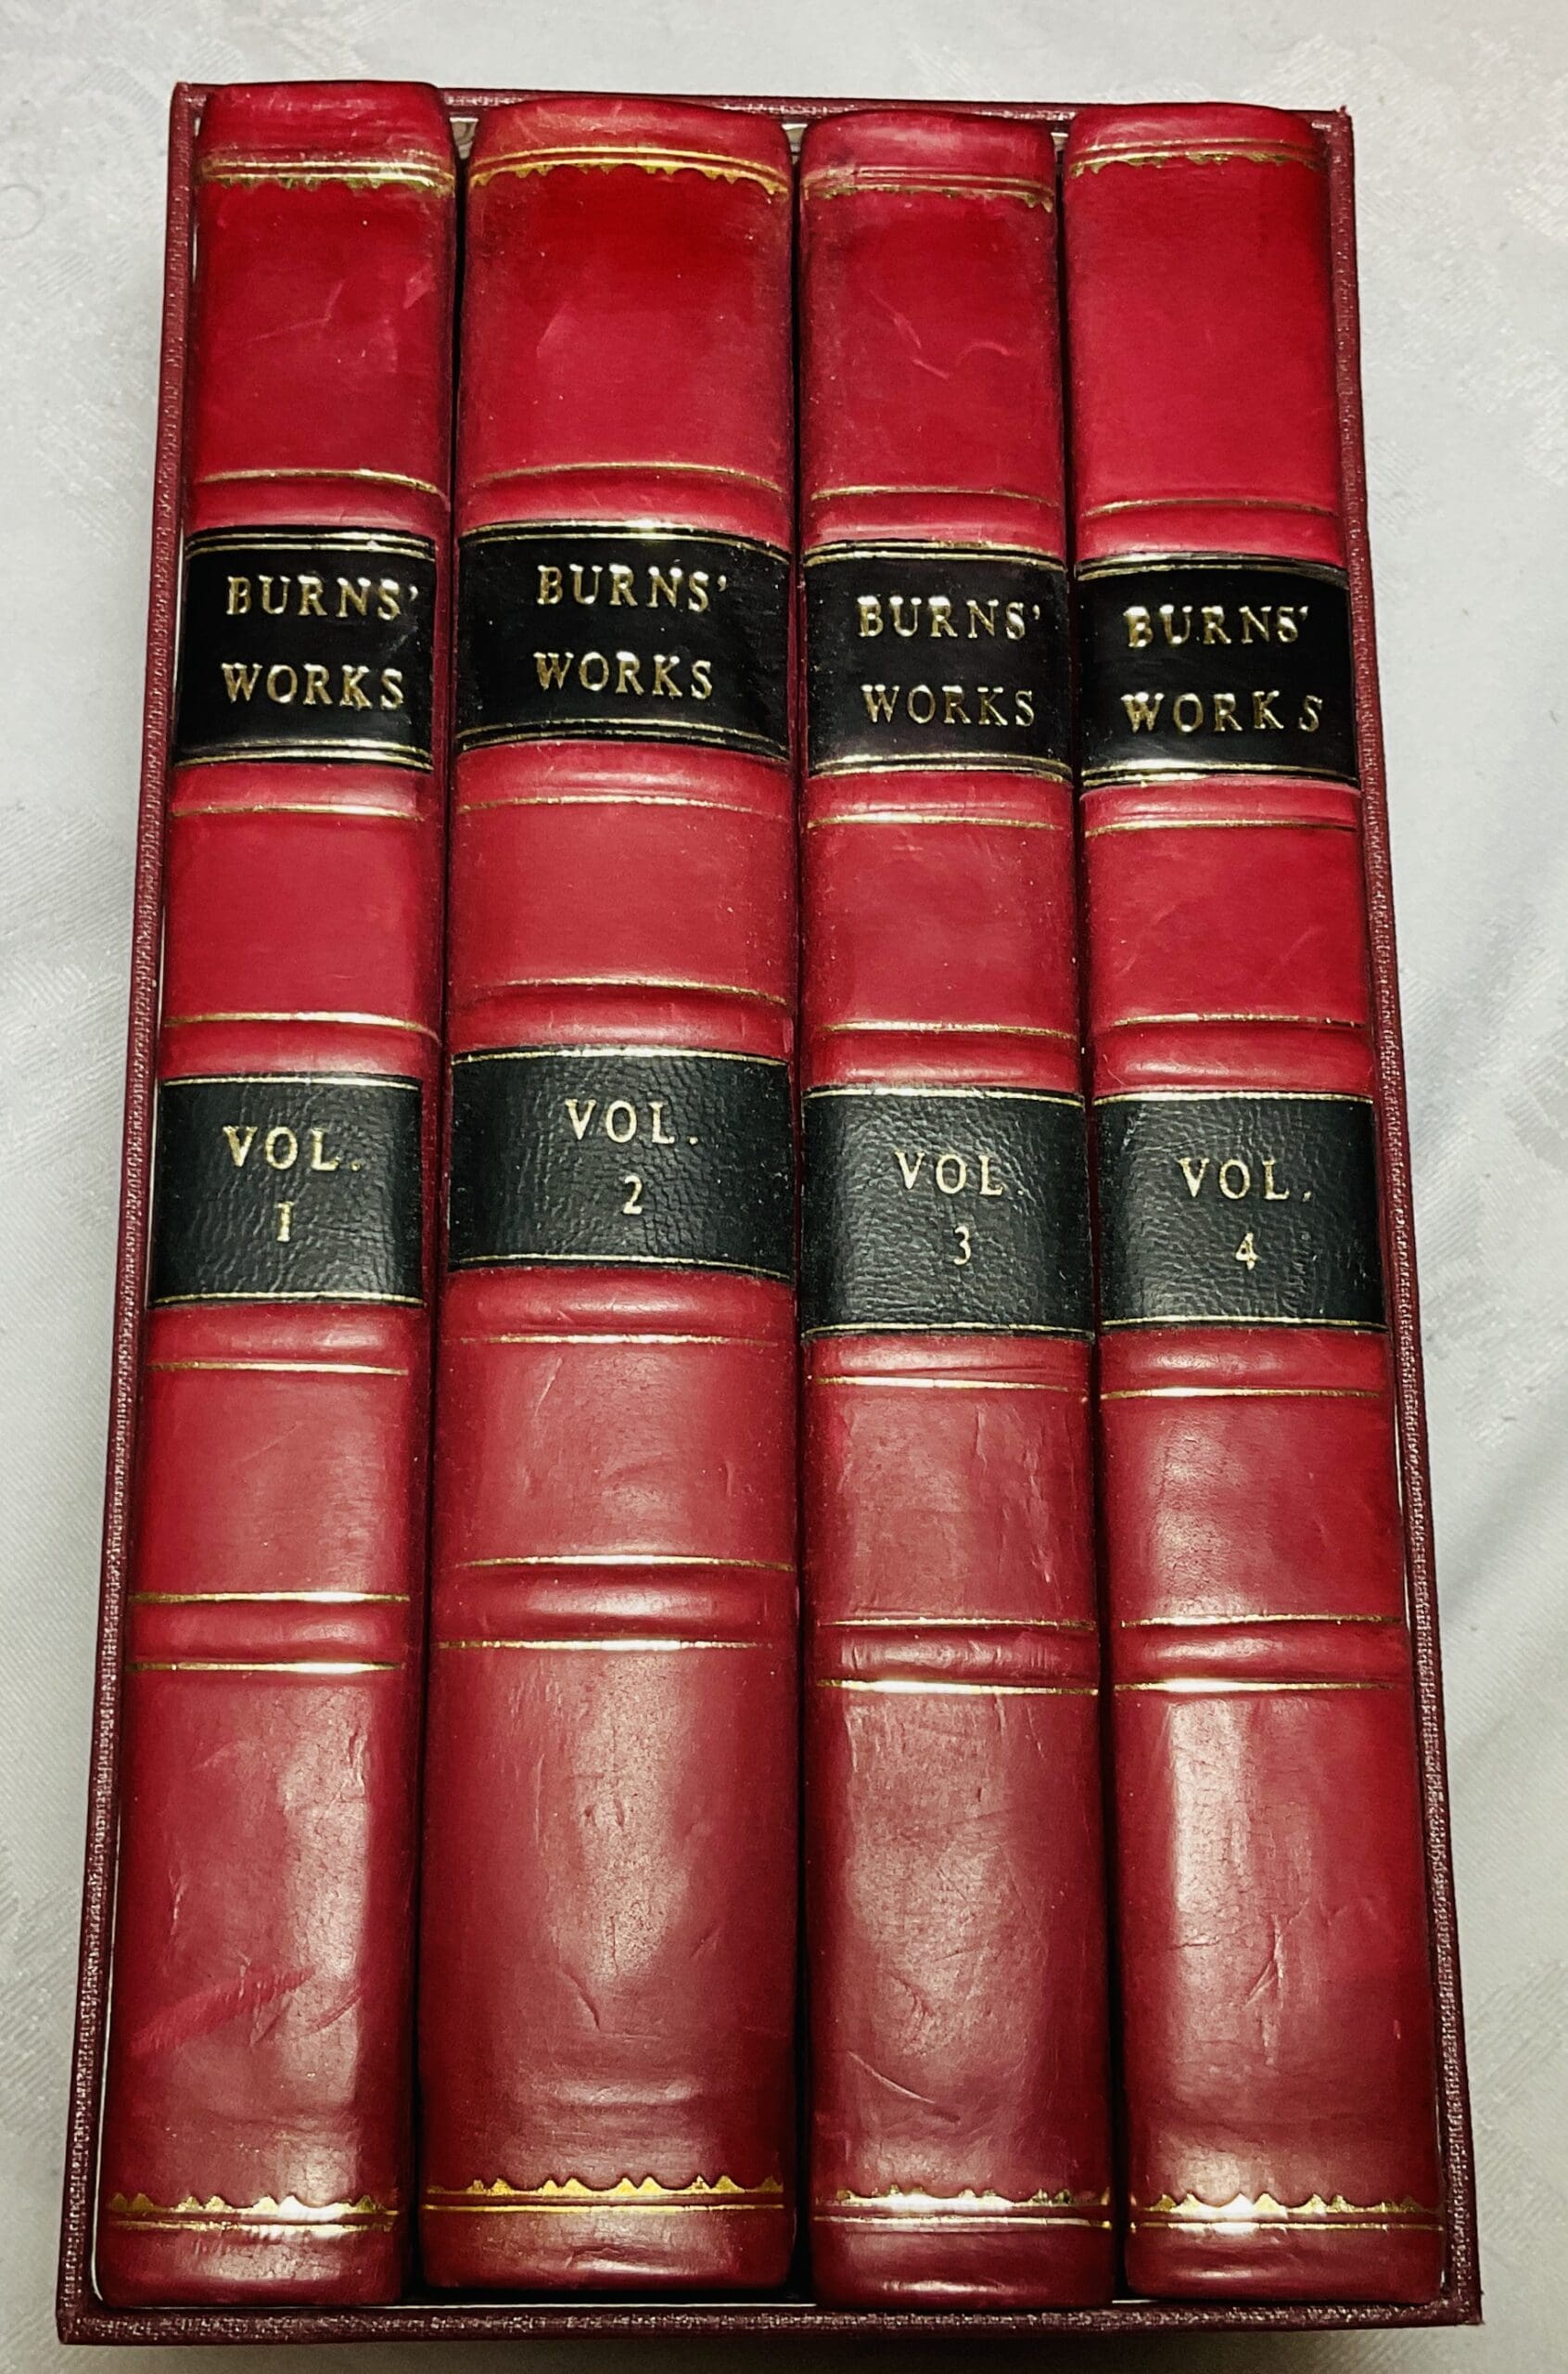 BURNS'
WORKS
VOL.
1
BURNS'
WORKS
VOL.
2
BURNS'
WORKS
VOL.
3
BURNS'
WORKS
VOL.
4